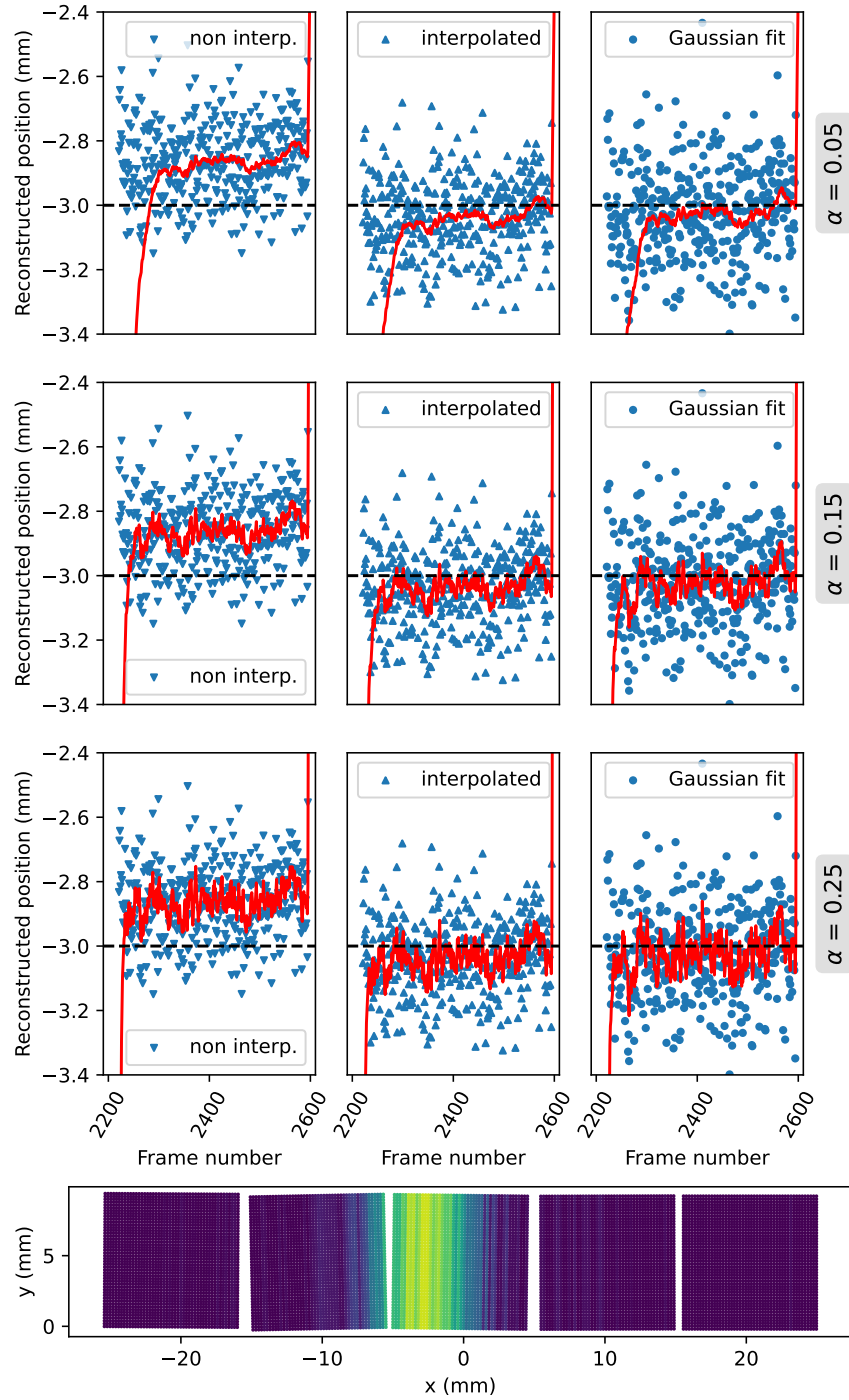 −2.4
−2.6
−2.8
−3.0
−3.2
−3.4
Reconstructed position (mm)
non interp.
interpolated
Gaussian fit
α = 0.05
−2.4
−2.6
−2.8
−3.0
−3.2
−3.4
Reconstructed position (mm)
non interp.
interpolated
Gaussian fit
α = 0.15
−2.4
−2.6
−2.8
−3.0
−3.2
−3.4
Reconstructed position (mm)
non interp.
interpolated
Gaussian fit
α = 0.25
2200 2400 2600
2200 2400 2600
2200 2400 2600
Frame number Frame number Frame number
5
0
y (mm)
−20 −10 0 10 20
x (mm)